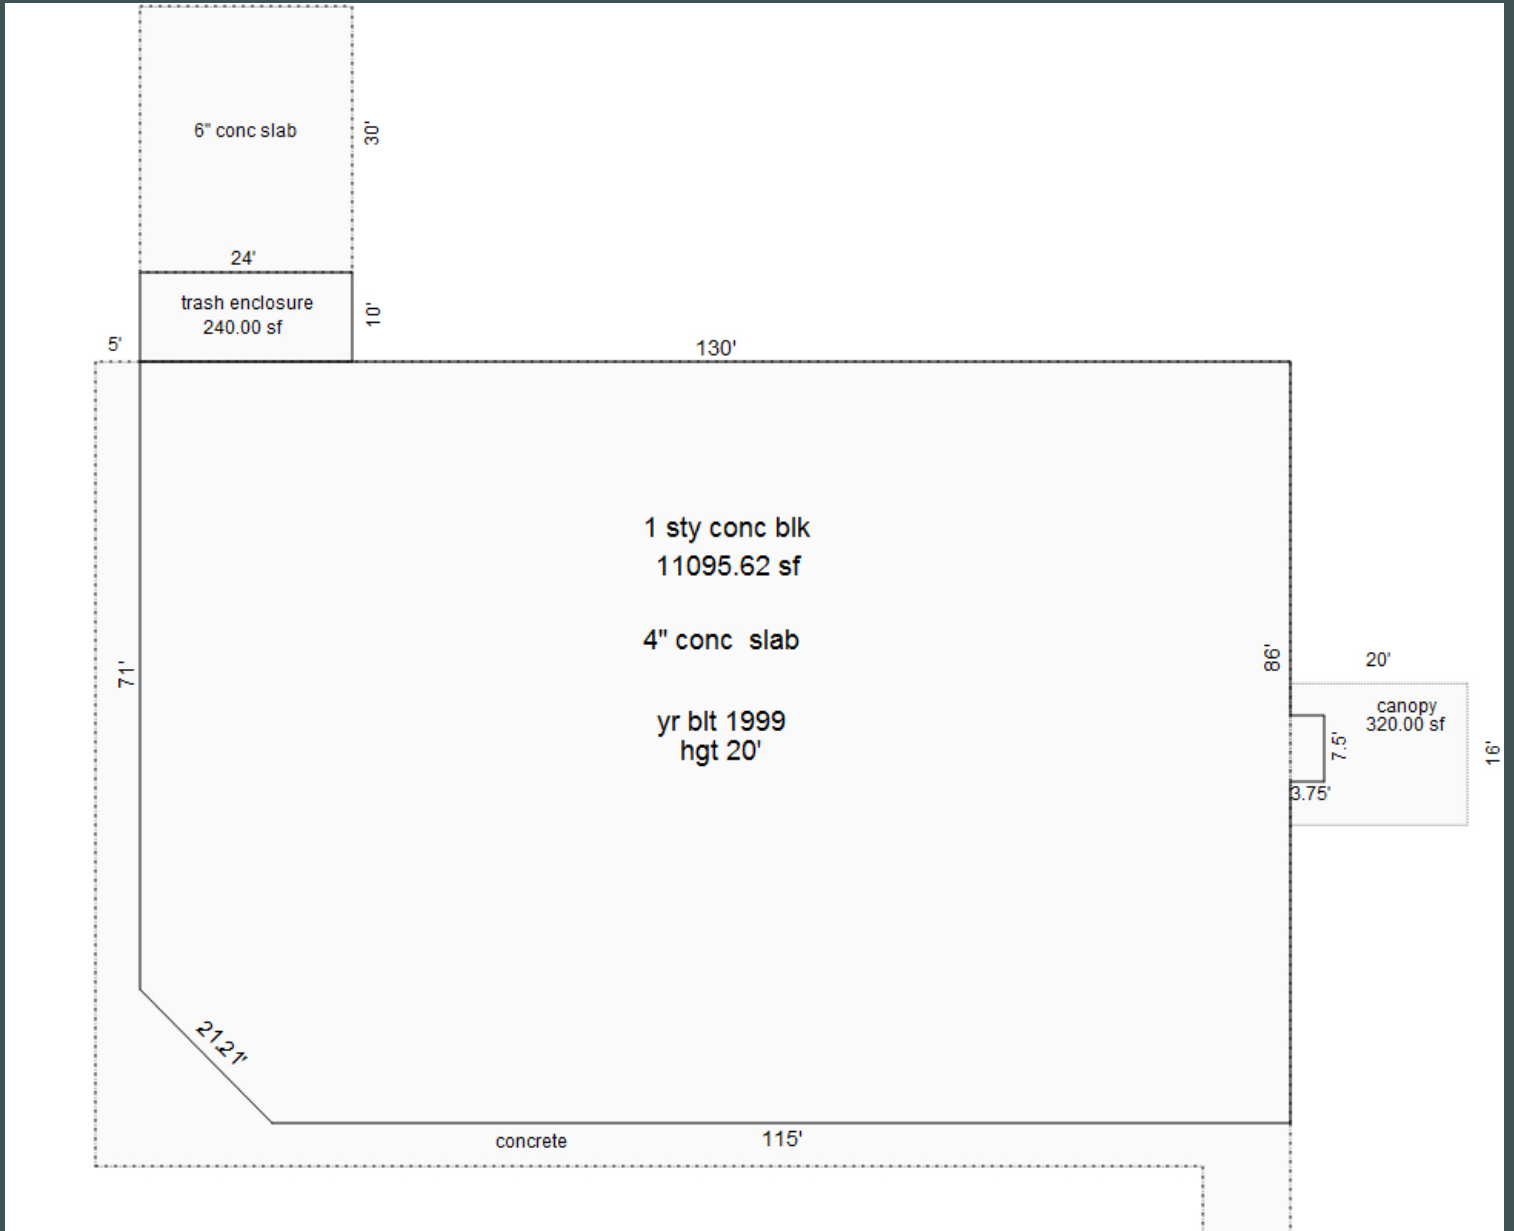 6" conc slab
30'
24'
trash enclosure
240.00 sf
10'
5'
130'
1 sty conc blk
11095.62 sf
4" conc slab
71'
86'
20'
canopy
320.00 sf
yr blt 1999
hgt 20'
7.5'
16'
3.75'
21.21'
concrete
115'